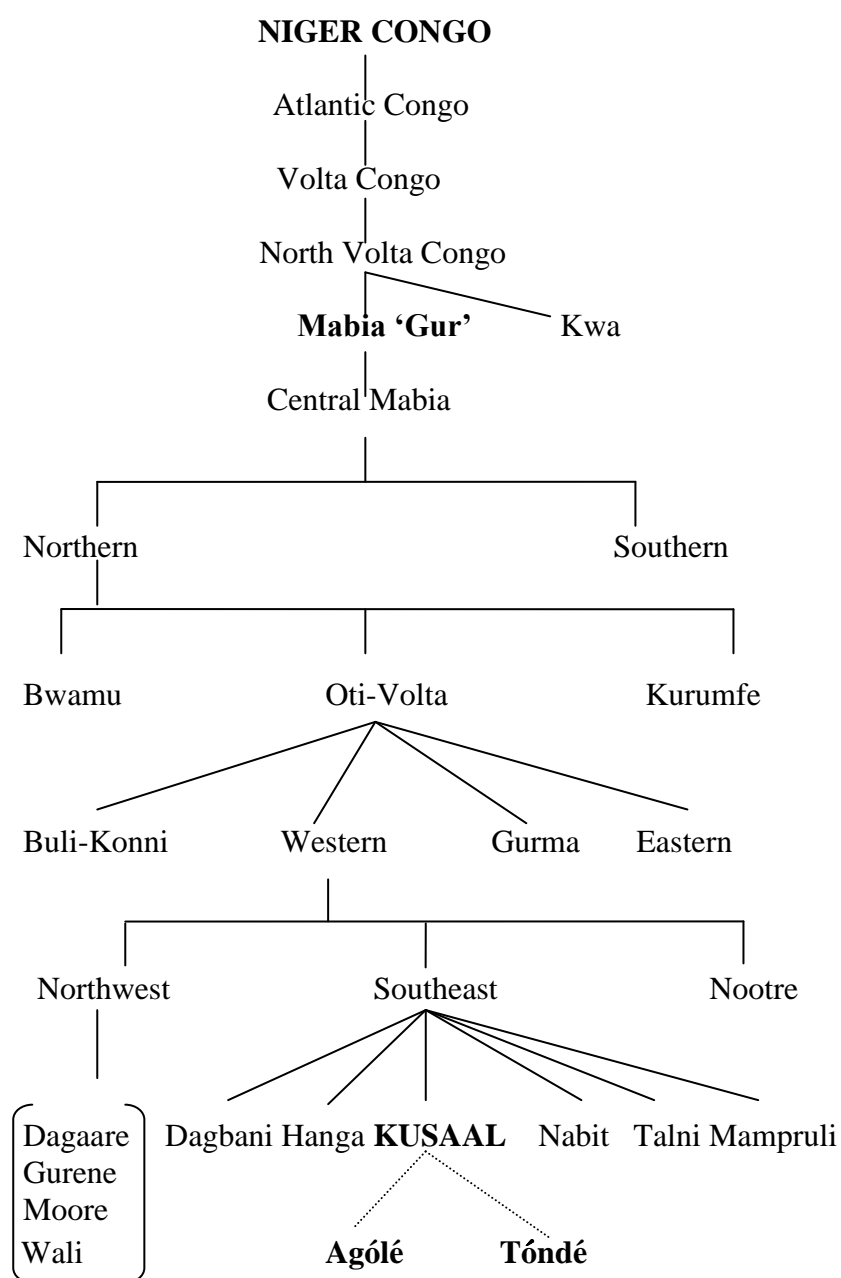 NIGER CONGO
Atlantic Congo
Volta Congo
North Volta Congo
Mabia ‘Gur’ Kwa
Central Mabia
Northern Southern
Bwamu Oti-Volta Kurumfe
Buli-Konni Western Gurma Eastern
Northwest Southeast Nootre
Dagaare Dagbani Hanga KUSAAL Nabit Talni Mampruli
Gurene
Moore
Wali Agólé Tóndé